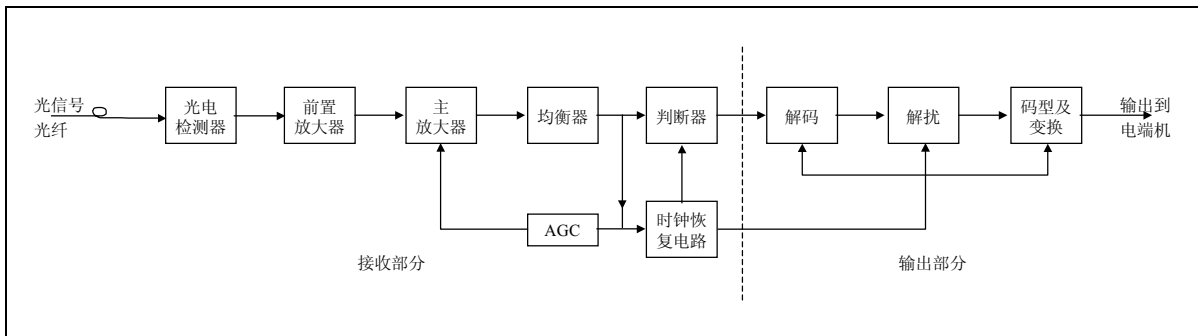 光信号
光纤
光电
检测器
前置
放大器
主
放大器
均衡器
判断器
解码
解扰
码型及
变换
输出到
电端机
AGC
时钟恢
复电路
接收部分
输出部分